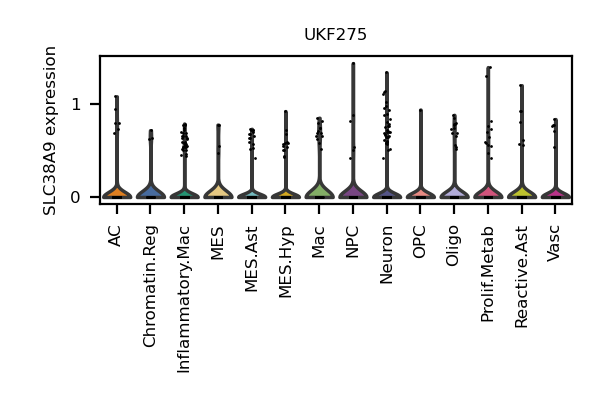 UKF275
SLC38A9 expression
1
0
AC
Chromatin.Reg
Inflammatory.Mac
MES
MES.Ast
MES.Hyp
Mac
NPC
Neuron
OPC
Oligo
Prolif.Metab
Reactive.Ast
Vasc